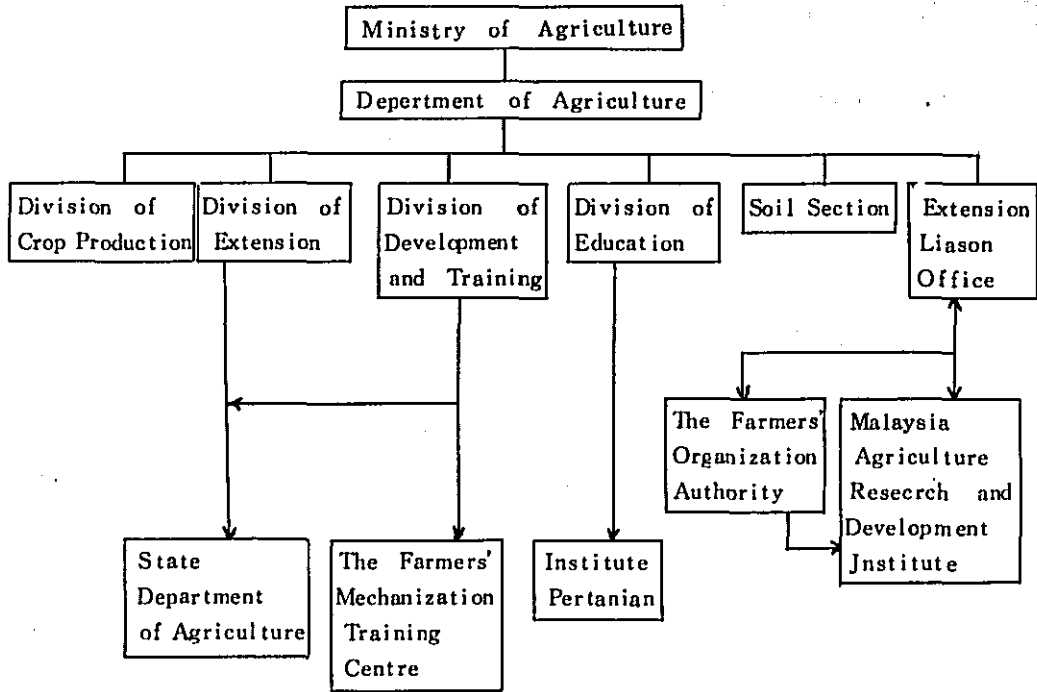 Ministry of Agriculture
Depertment of Agriculture
Division of
Crop Production
Division of
Extension
Division of
Development
and Training
Division of
Education
Soil Section
Extension
Liason
Office
The Farmers'
Organization
Authority
Malaysia
Agriculture
Resecrch and
Development
Jnstitute
State
Department
of Agriculture
The Farmers'
Mechanization
Training
Centre
Institute
Pertanian